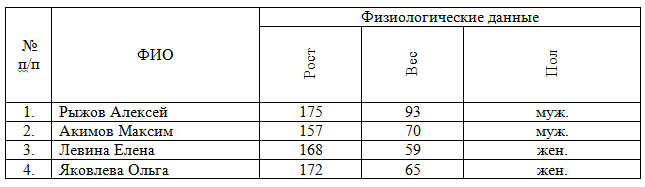 № п/п ФИО Физиологические данные
Рост Вес Пол
1. Рыжов Алексей 175 93 муж.
2. Акимов Максим 157 70 муж.
3. Левина Елена 168 59 жен.
4. Яковлева Ольга 172 65 жен.